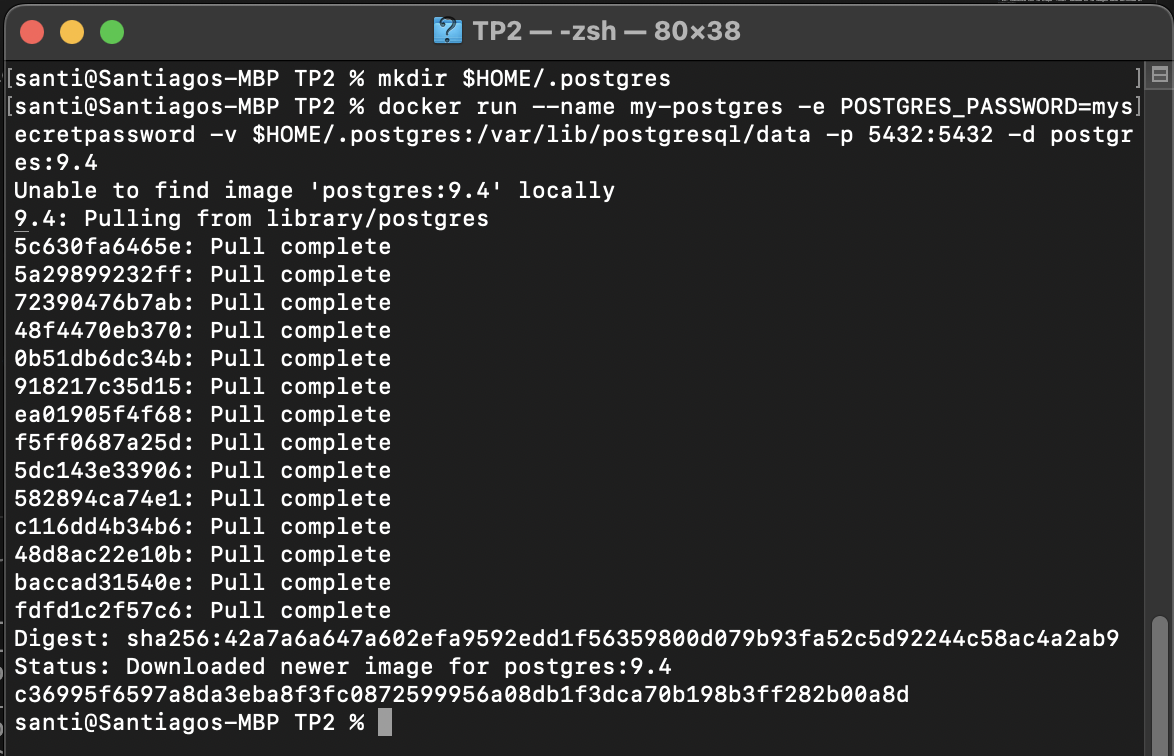 TP2 — -zsh — 80×38
[santi@Santiagos-MBP TP2 % mkdir $HOME/.postgres ]
[santi@Santiagos-MBP TP2 % docker run --name my-postgres -e POSTGRES_PASSWORD=mys]
ecretpassword -v $HOME/.postgres:/var/lib/postgresql/data -p 5432:5432 -d postgr
es:9.4
Unable to find image 'postgres:9.4' locally
9.4: Pulling from library/postgres
5c630fa6465e: Pull complete
5a29899232ff: Pull complete
72390476b7ab: Pull complete
48f4470eb370: Pull complete
0b51db6dc34b: Pull complete
918217c35d15: Pull complete
ea01905f4f68: Pull complete
f5ff0687a25d: Pull complete
5dc143e33906: Pull complete
582894ca74e1: Pull complete
c116dd4b34b6: Pull complete
48d8ac22e10b: Pull complete
baccad31540e: Pull complete
fdfd1c2f57c6: Pull complete
Digest: sha256:42a7a6a647a602efa9592edd1f56359800d079b93fa52c5d92244c58ac4a2ab9
Status: Downloaded newer image for postgres:9.4
c36995f6597a8da3eba8f3fc0872599956a08db1f3dca70b198b3ff282b00a8d
santi@Santiagos-MBP TP2 %